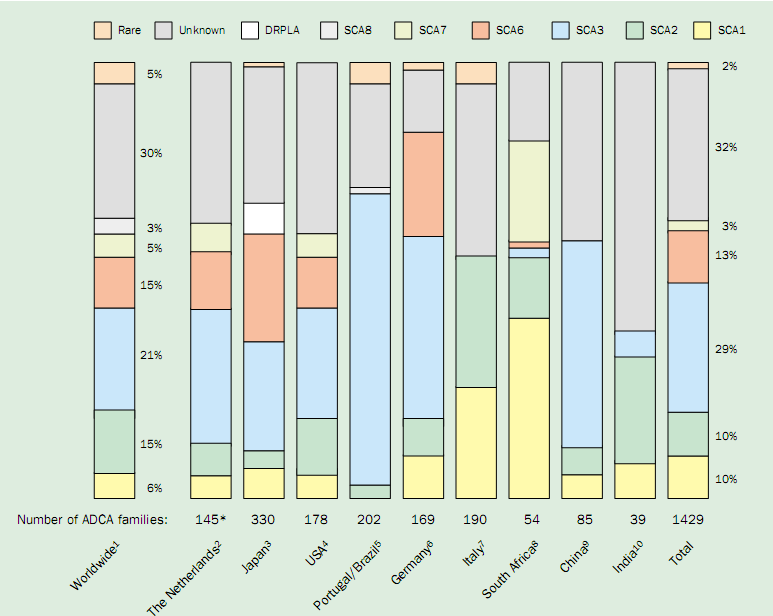 Rare Unknown DRPLA SCA8 SCA7 SCA6 SCA3 SCA2 SCA1
5% 2%
30% 32%
3% 3%
5% 13%
15%
21% 29%
15% 10%
6% 10%
Number of ADCA families: 145* 330 178 202 169 190 54 85 39 1429
Worldwide¹ The Netherlands² Japan³ USA⁴ Portugal/Brazil⁵ Germany⁶ Italy⁷ South Africa⁸ China⁹ India¹⁰ Total